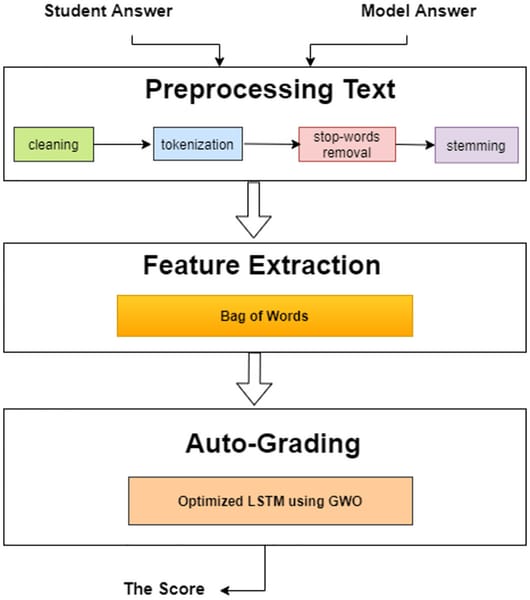 Student Answer
Model Answer
Preprocessing Text
cleaning
tokenization
stop-words
removal
stemming
Feature Extraction
Bag of Words
Auto-Grading
Optimized LSTM using GWO
The Score